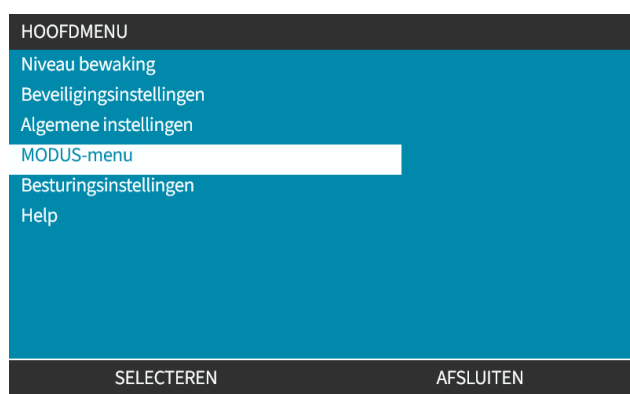 HOOFDMENU
Niveau bewaking
Beveiligingsinstellingen
Algemene instellingen
MODUS-menu
Besturingsinstellingen
Help
SELECTEREN AFSLUITEN